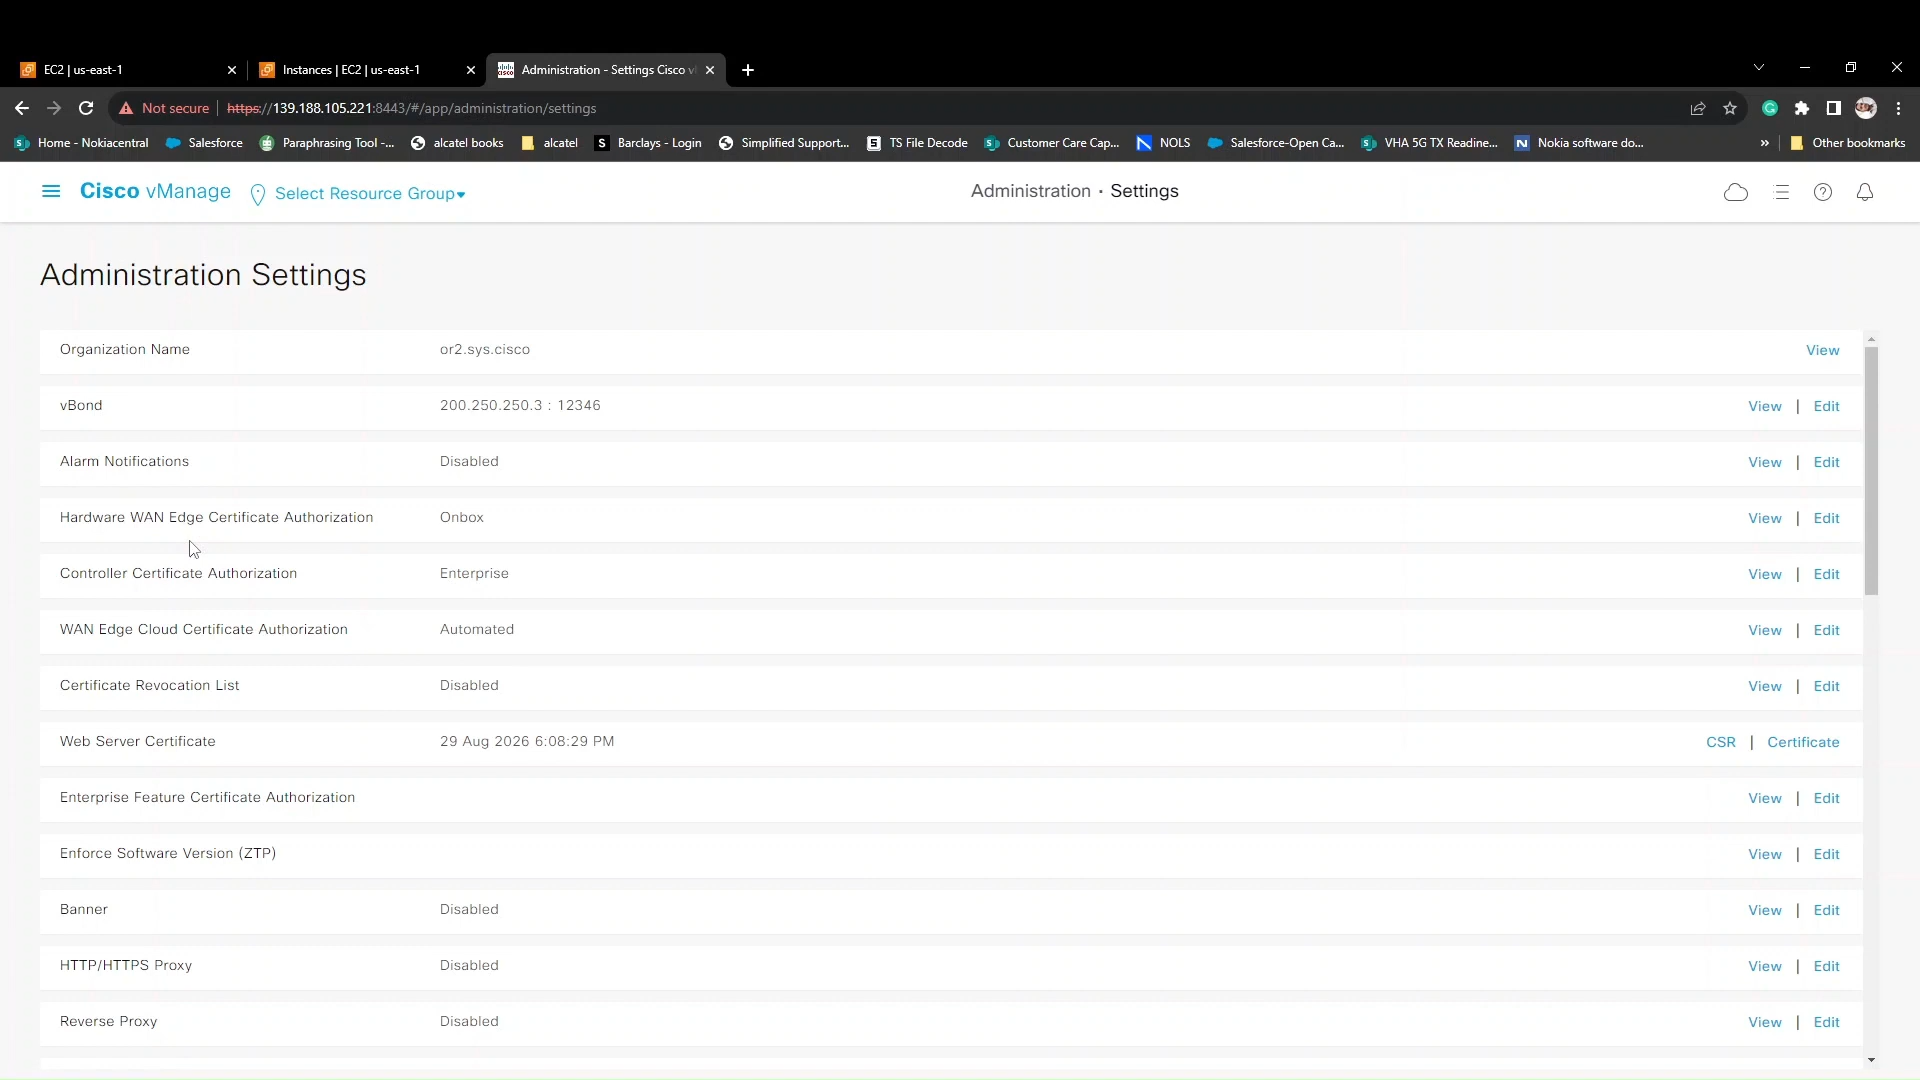 EC2 | us-east-1
Instances | EC2 | us-east-1
Administration - Settings Cisco v
Not secure
https://139.188.105.221:8443/#/app/administration/settings
Home - Nokiacentral
Salesforce
Paraphrasing Tool -...
alcatel books
alcatel
Barclays - Login
Simplified Support...
TS File Decode
Customer Care Cap...
NOLS
Salesforce-Open Ca...
VHA 5G TX Readine...
Nokia software do...
»
Other bookmarks
Cisco vManage
Select Resource Group
Administration · Settings
Administration Settings
Organization Name or2.sys.cisco View
vBond 200.250.250.3 : 12346 View | Edit
Alarm Notifications Disabled View | Edit
Hardware WAN Edge Certificate Authorization Onbox View | Edit
Controller Certificate Authorization Enterprise View | Edit
WAN Edge Cloud Certificate Authorization Automated View | Edit
Certificate Revocation List Disabled View | Edit
Web Server Certificate 29 Aug 2026 6:08:29 PM CSR | Certificate
Enterprise Feature Certificate Authorization View | Edit
Enforce Software Version (ZTP) View | Edit
Banner Disabled View | Edit
HTTP/HTTPS Proxy Disabled View | Edit
Reverse Proxy Disabled View | Edit